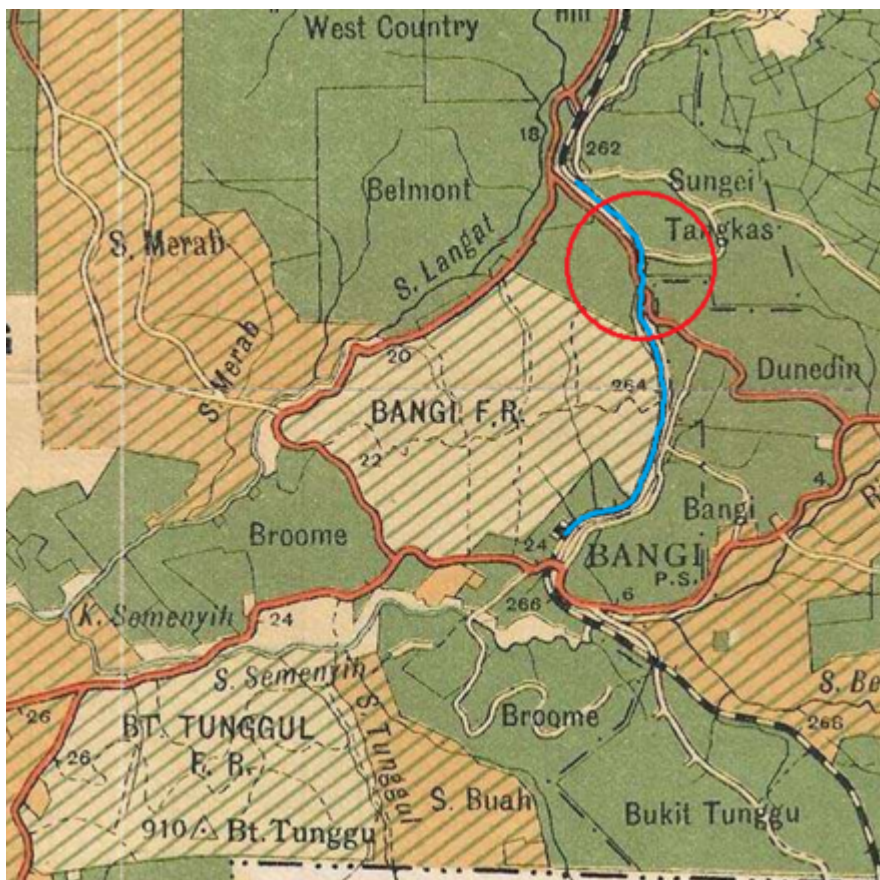 West Country
Hill
18
262
Belmont
Sungei
Tangkas
S. Merab
S. Langat
20
S. Merab
264
Dunedin
BANGI F.R.
22
4
Bangi
Broome
24
BANGI
P.S.
6
266
K. Semenyih
24
S. Semenyih
26
BT. TUNGGUL
F. R.
26
S. Tunggul
Broome
S. Be
268
S. Buah
Bukit Tunggu
910 Bt. Tunggu